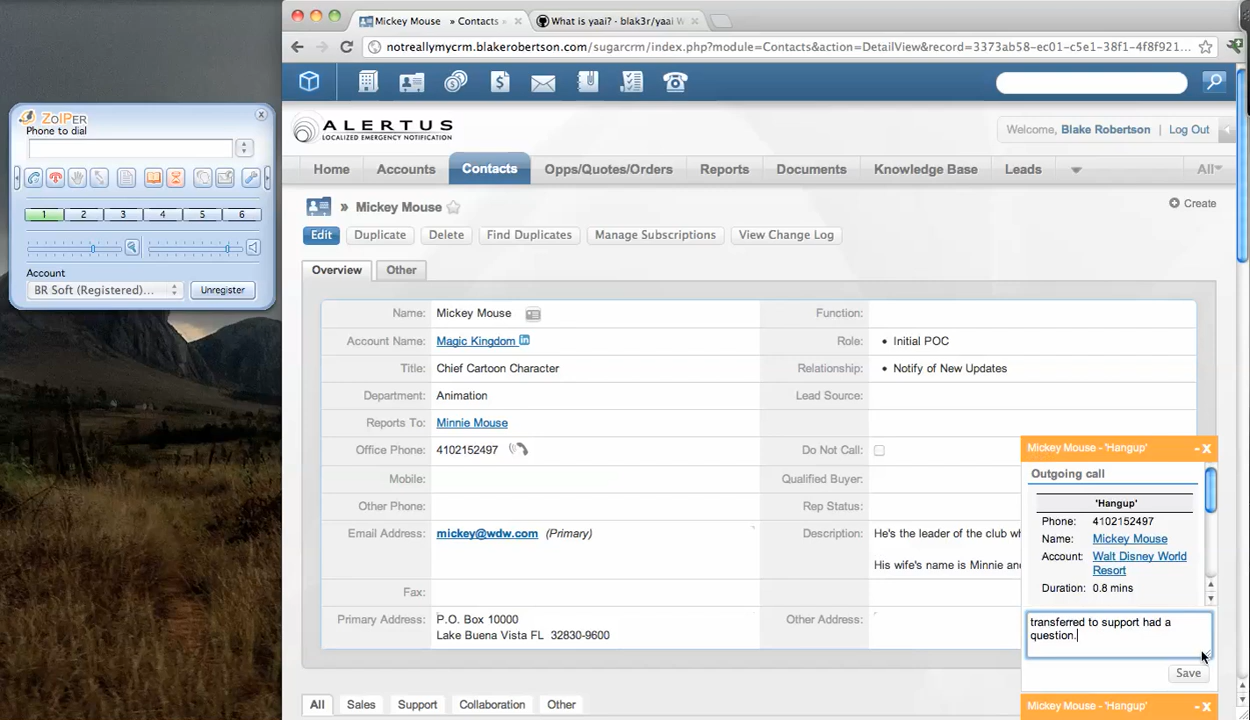 Mickey Mouse » Contacts »
What is yaai? - blak3r/yaai W
notreallymycrm.blakerobertson.com/sugarcrm/index.php?module=Contacts&action=DetailView&record=3373ab58-ec01-c5e1-38f1-4f8f921...
ZOIPER
Phone to dial
1 2 3 4 5 6
Account
BR Soft (Registered)...
Unregister
ALERTUS
LOCALIZED EMERGENCY NOTIFICATION
Welcome, Blake Robertson | Log Out
Home Accounts Contacts Opps/Quotes/Orders Reports Documents Knowledge Base Leads All
» Mickey Mouse
Create
Edit Duplicate Delete Find Duplicates Manage Subscriptions View Change Log
Overview Other
Name: Mickey Mouse Function:
Account Name: Magic Kingdom Role: • Initial POC
Title: Chief Cartoon Character Relationship: • Notify of New Updates
Department: Animation Lead Source:
Reports To: Minnie Mouse
Office Phone: 4102152497 Do Not Call:
Mobile: Qualified Buyer:
Other Phone: Rep Status:
Email Address: mickey@wdw.com (Primary) Description: He's the leader of the club wh
His wife's name is Minnie and
Fax:
Primary Address: P.O. Box 10000 Other Address:
Lake Buena Vista FL 32830-9600
All Sales Support Collaboration Other
Mickey Mouse - 'Hangup' - X
Outgoing call
'Hangup'
Phone: 4102152497
Name: Mickey Mouse
Account: Walt Disney World
Resort
Duration: 0.8 mins
transferred to support had a
question.
Save
Mickey Mouse - 'Hangup' - X